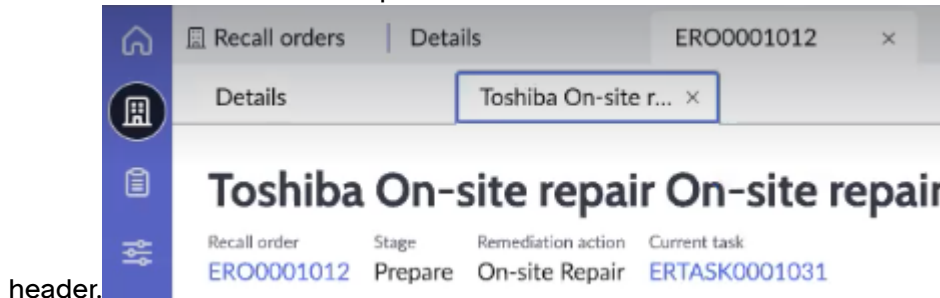 Recall orders | Details ERO0001012 ×
Details Toshiba On-site r... ×
Toshiba On-site repair On-site repair
Recall order Stage Remediation action Current task
ERO0001012 Prepare On-site Repair ERTASK0001031
header.